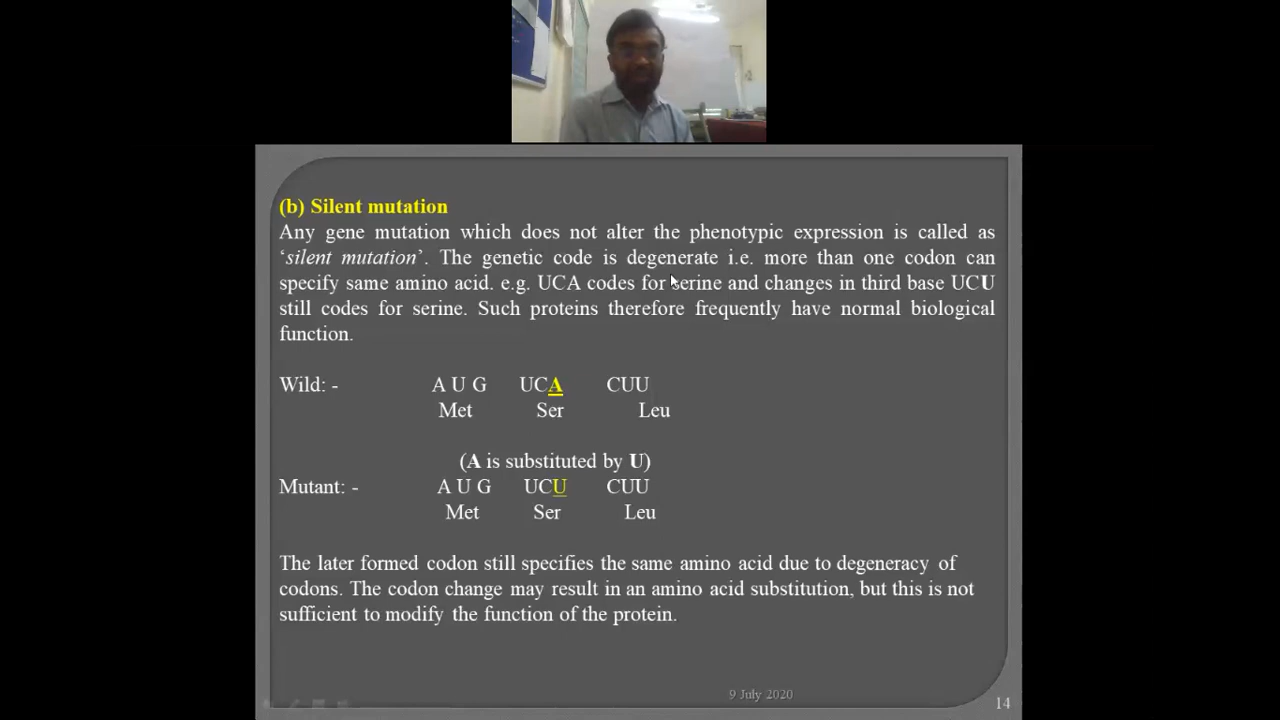 (b) Silent mutation
Any gene mutation which does not alter the phenotypic expression is called as
‘silent mutation’. The genetic code is degenerate i.e. more than one codon can
specify same amino acid. e.g. UCA codes for serine and changes in third base UCU
still codes for serine. Such proteins therefore frequently have normal biological
function.
Wild: - A U G UCA CUU
Met Ser Leu
(A is substituted by U)
Mutant: - A U G UCU CUU
Met Ser Leu
The later formed codon still specifies the same amino acid due to degeneracy of
codons. The codon change may result in an amino acid substitution, but this is not
sufficient to modify the function of the protein.
9 July 2020
14